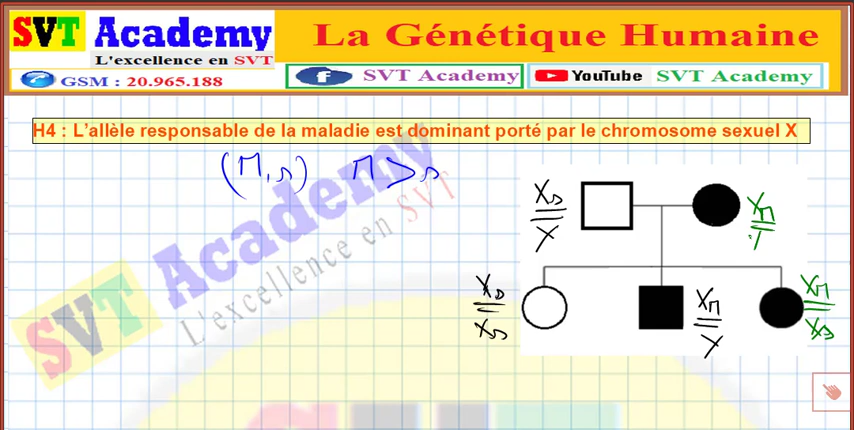 SVT Academy
L'excellence en SVT
GSM : 20.965.188
La Génétique Humaine
f SVT Academy
YouTube SVT Academy
H4 : L'allèle responsable de la maladie est dominant porté par le chromosome sexuel X
(M, s) M > s
SVT Academy
L'excellence en SVT